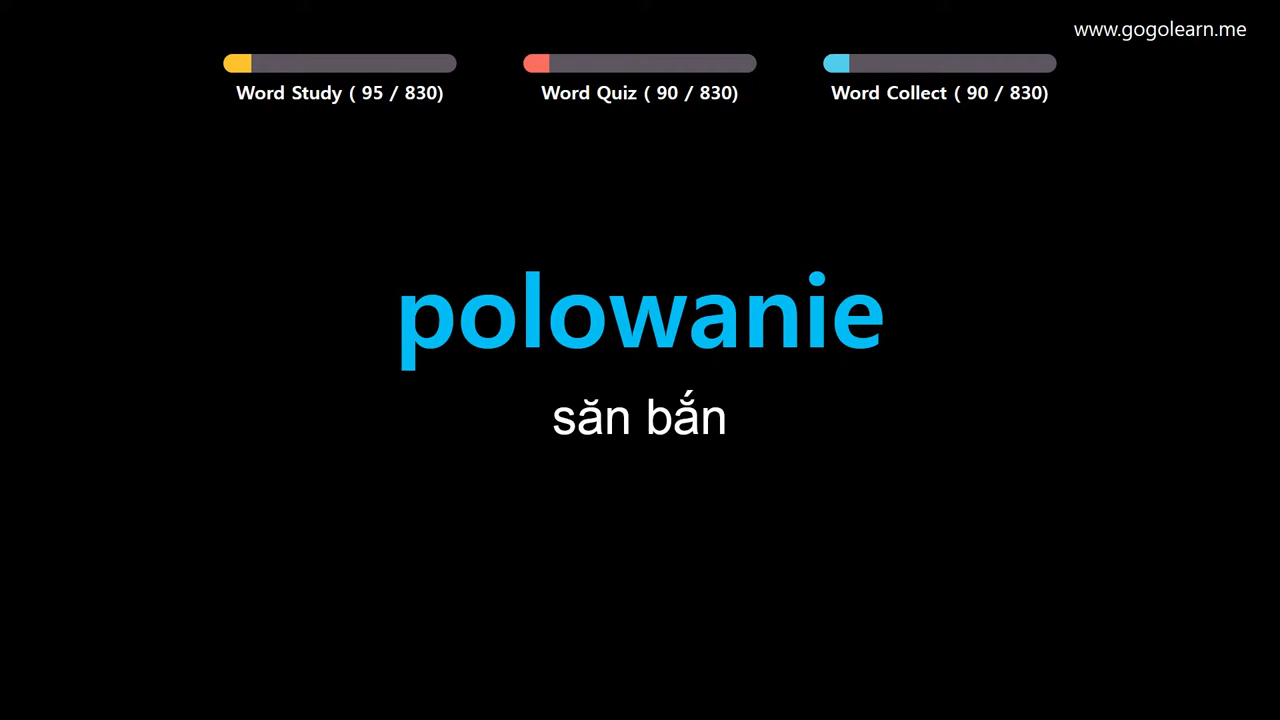 www.gogolearn.me
Word Study ( 95 / 830)
Word Quiz ( 90 / 830)
Word Collect ( 90 / 830)
polowanie
săn bắn